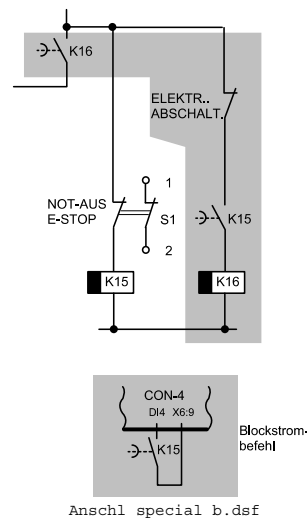 K16
ELEKTR..
ABSCHALT.
1
NOT-AUS
E-STOP
S1
K15
2
K15
K16
CON-4
DI4 X6:9
Blockstrom-
befehl
K15
Anschl special b.dsf